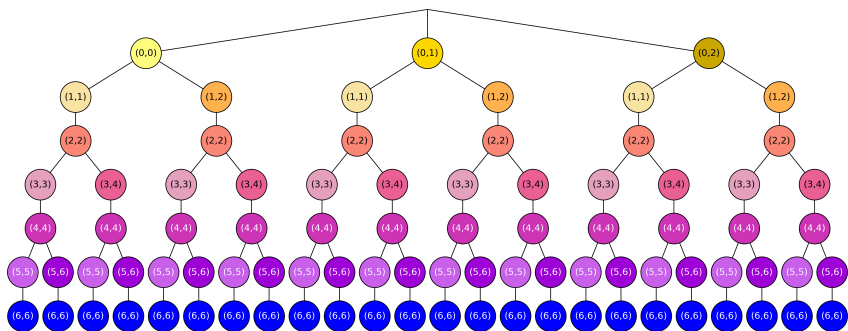 (0,0) (0,1) (0,2)
(1,1) (1,2) (1,1) (1,2) (1,1) (1,2)
(2,2) (2,2) (2,2) (2,2) (2,2) (2,2)
(3,3) (3,4) (3,3) (3,4) (3,3) (3,4) (3,3) (3,4) (3,3) (3,4) (3,3) (3,4)
(4,4) (4,4) (4,4) (4,4) (4,4) (4,4) (4,4) (4,4) (4,4) (4,4) (4,4) (4,4)
(5,5) (5,6) (5,5) (5,6) (5,5) (5,6) (5,5) (5,6) (5,5) (5,6) (5,5) (5,6) (5,5) (5,6) (5,5) (5,6) (5,5) (5,6) (5,5) (5,6) (5,5) (5,6) (5,5) (5,6)
(6,6) (6,6) (6,6) (6,6) (6,6) (6,6) (6,6) (6,6) (6,6) (6,6) (6,6) (6,6) (6,6) (6,6) (6,6) (6,6) (6,6) (6,6) (6,6) (6,6) (6,6) (6,6) (6,6) (6,6)